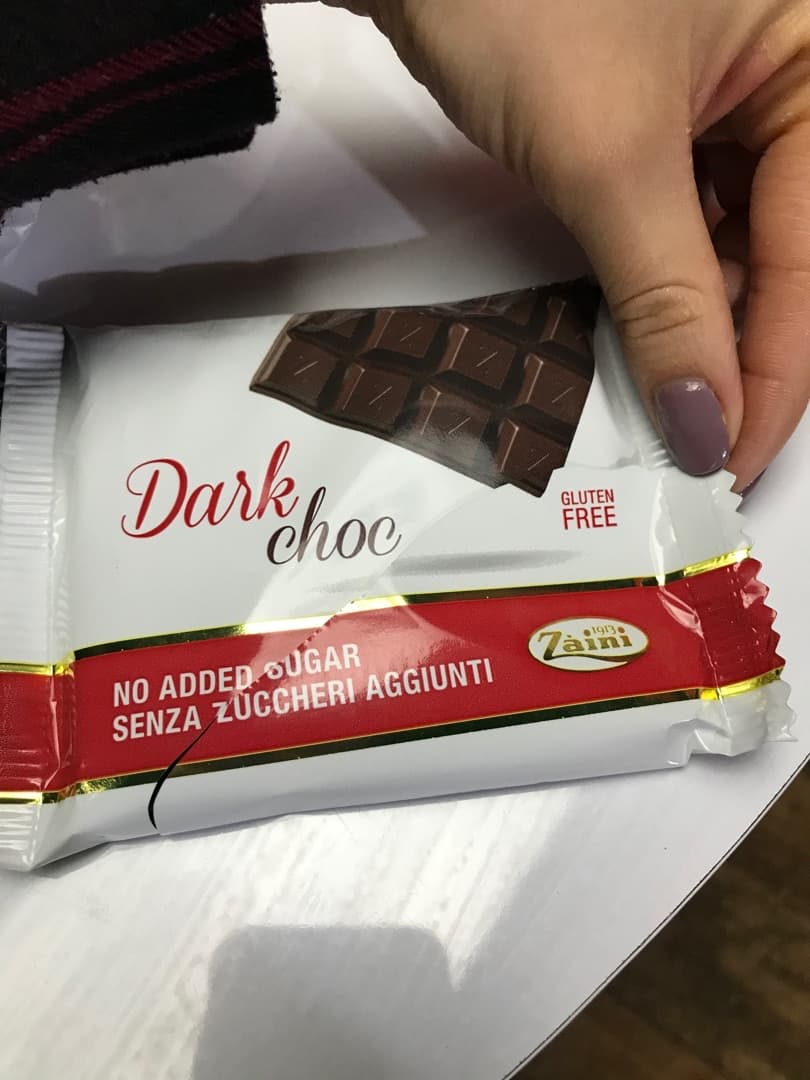 Dark
choc
GLUTEN
FREE
1913
Zàini
NO ADDED SUGAR
SENZA ZUCCHERI AGGIUNTI